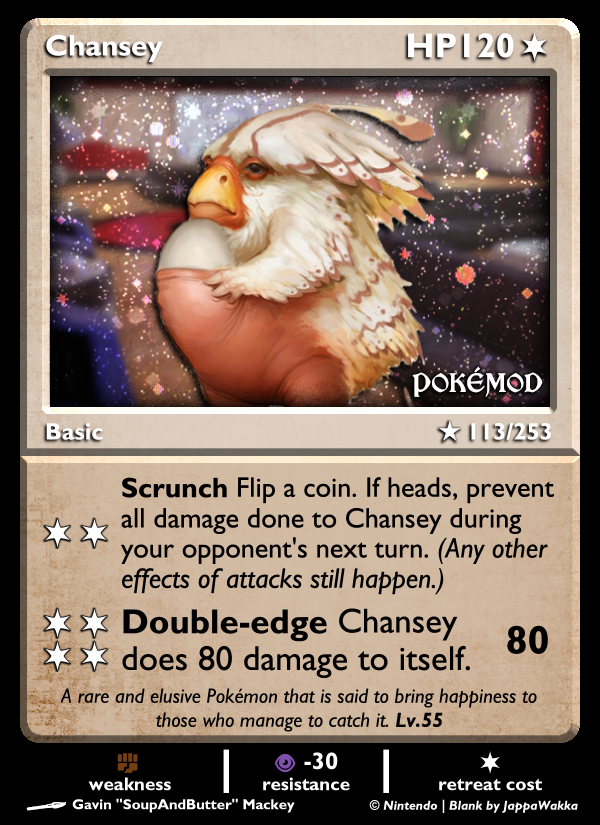 Chansey HP120
POKÉMOD
Basic 113/253
Scrunch Flip a coin. If heads, prevent
all damage done to Chansey during
your opponent's next turn. (Any other
effects of attacks still happen.)
Double-edge Chansey
does 80 damage to itself. 80
A rare and elusive Pokémon that is said to bring happiness to
those who manage to catch it. Lv.55
-30
weakness resistance retreat cost
Gavin "SoupAndButter" Mackey © Nintendo | Blank by JappaWakka